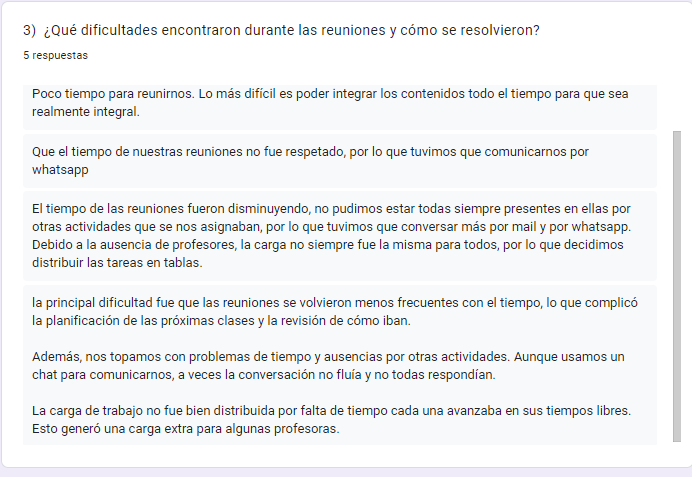 3) ¿Qué dificultades encontraron durante las reuniones y cómo se resolvieron?
5 respuestas
Poco tiempo para reunirnos. Lo más difícil es poder integrar los contenidos todo el tiempo para que sea
realmente integral.
Que el tiempo de nuestras reuniones no fue respetado, por lo que tuvimos que comunicarnos por
whatsapp
El tiempo de las reuniones fueron disminuyendo, no pudimos estar todas siempre presentes en ellas por
otras actividades que se nos asignaban, por lo que tuvimos que conversar más por mail y por whatsapp.
Debido a la ausencia de profesores, la carga no siempre fue la misma para todos, por lo que decidimos
distribuir las tareas en tablas.
la principal dificultad fue que las reuniones se volvieron menos frecuentes con el tiempo, lo que complicó
la planificación de las próximas clases y la revisión de cómo iban.
Además, nos topamos con problemas de tiempo y ausencias por otras actividades. Aunque usamos un
chat para comunicarnos, a veces la conversación no fluía y no todas respondían.
La carga de trabajo no fue bien distribuida por falta de tiempo cada una avanzaba en sus tiempos libres.
Esto generó una carga extra para algunas profesoras.